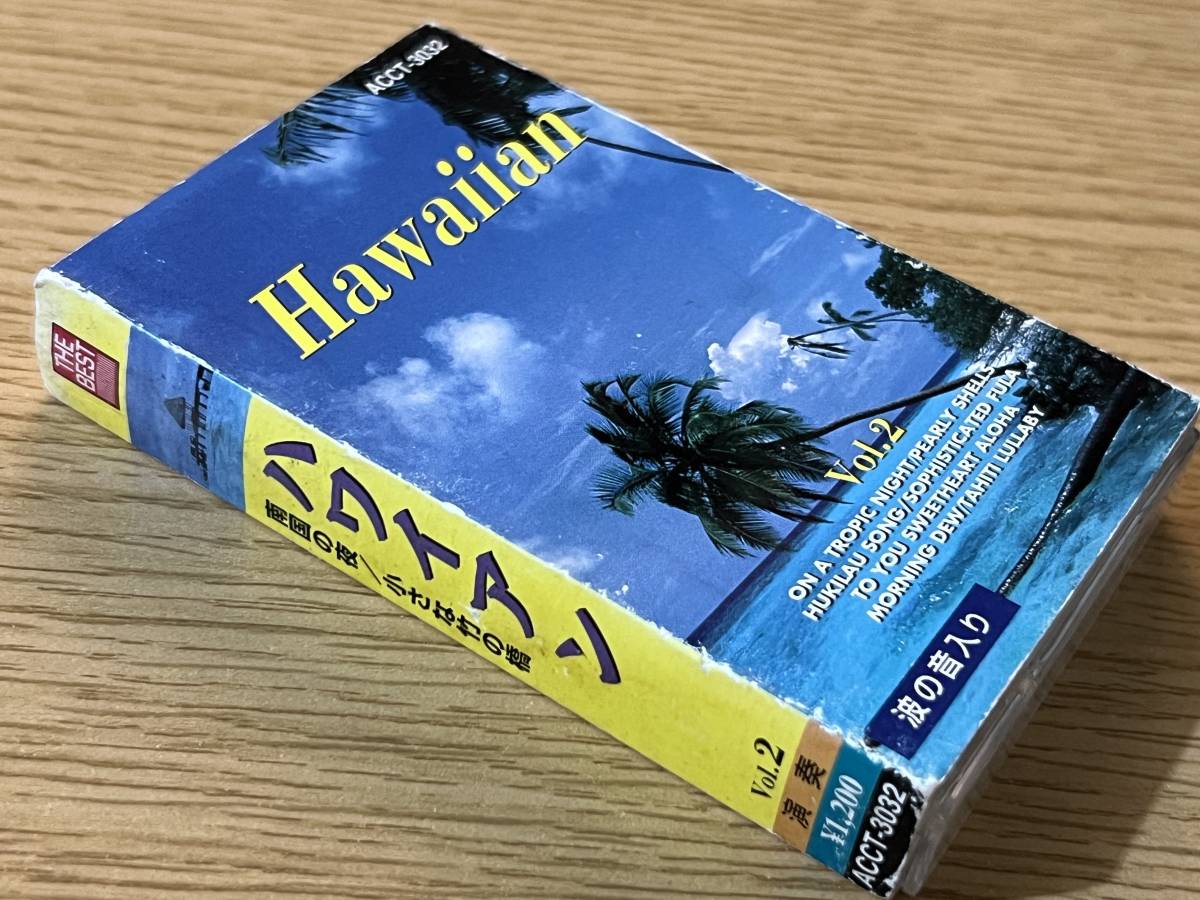 ACCT-3032
Hawaiian
Vol.2
ON A TROPIC NIGHT/PEARLY SHELLS
HUKILAU SONG/SOPHISTICATED FULA
TO YOU SWEETHEART ALOHA
MORNING DEW/TAHITI LULLABY
波の音入り
THE
BEST
ハワイアン
南国の夜/小さな竹の橋
Vol.2
演奏
¥1,200
ACCT-3032